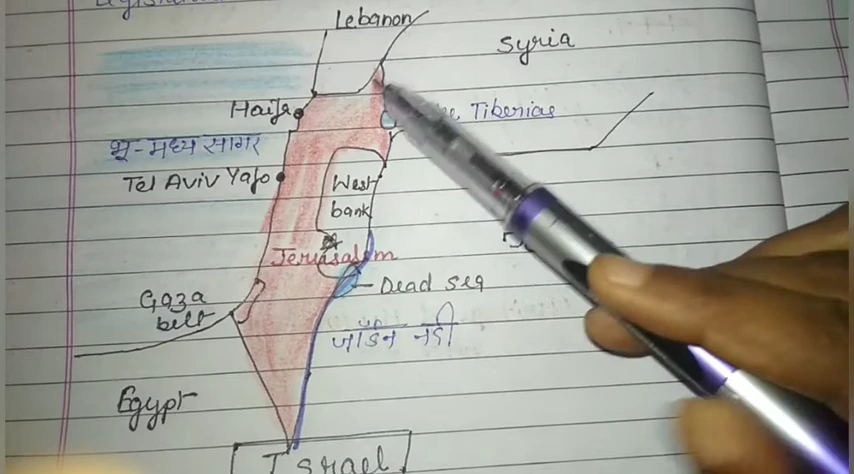 Lebanon
Syria
Haifa
Tiberias
भू-मध्य सागर
Tel Aviv Yafo
West
bank
Jerusalem
Dead sea
Gaza
belt
जॉर्डन नदी
Egypt
Israel